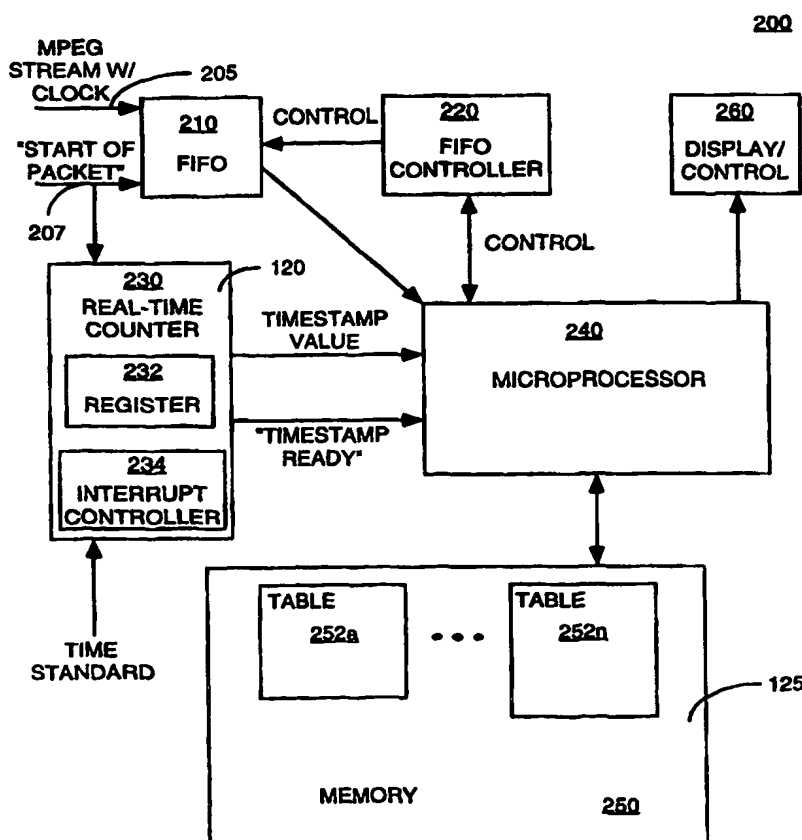 200
MPEG
STREAM W/
CLOCK
205
210
FIFO
CONTROL
220
FIFO
CONTROLLER
260
DISPLAY/
CONTROL
"START OF
PACKET"
207
CONTROL
120
230
REAL-TIME
COUNTER
232
REGISTER
234
INTERRUPT
CONTROLLER
TIMESTAMP
VALUE
"TIMESTAMP
READY"
240
MICROPROCESSOR
TIME
STANDARD
TABLE
252a
TABLE
252n
125
MEMORY
250